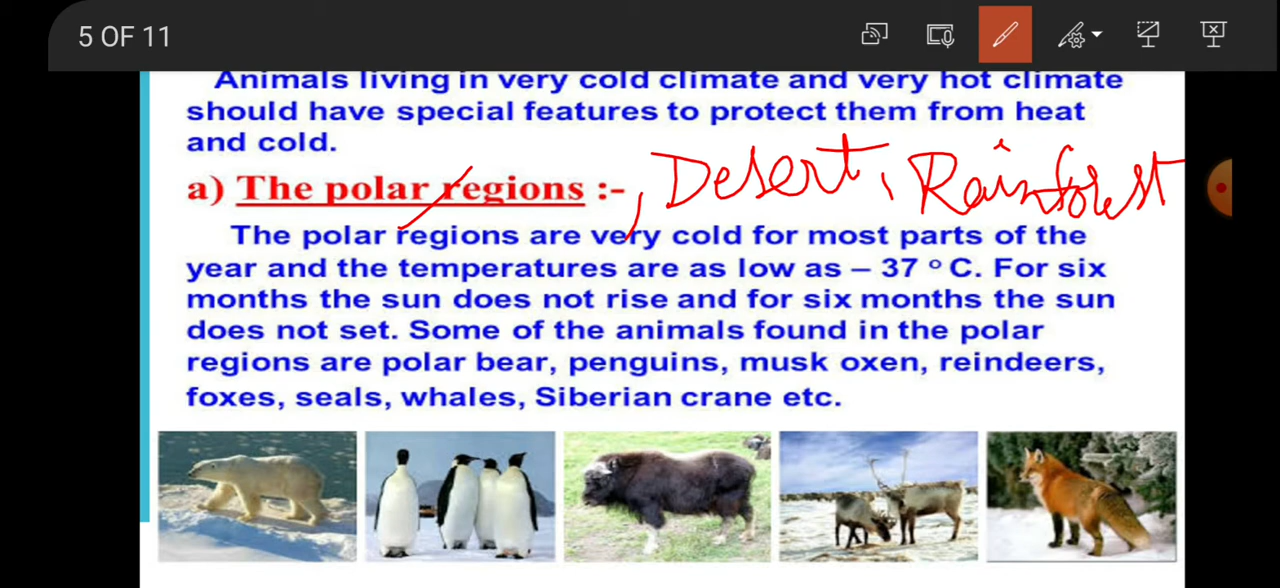 5 OF 11
Animals living in very cold climate and very hot climate
should have special features to protect them from heat
and cold.
a) The polar regions :- , Desert, Rainforest
The polar regions are very cold for most parts of the
year and the temperatures are as low as – 37 °C. For six
months the sun does not rise and for six months the sun
does not set. Some of the animals found in the polar
regions are polar bear, penguins, musk oxen, reindeers,
foxes, seals, whales, Siberian crane etc.